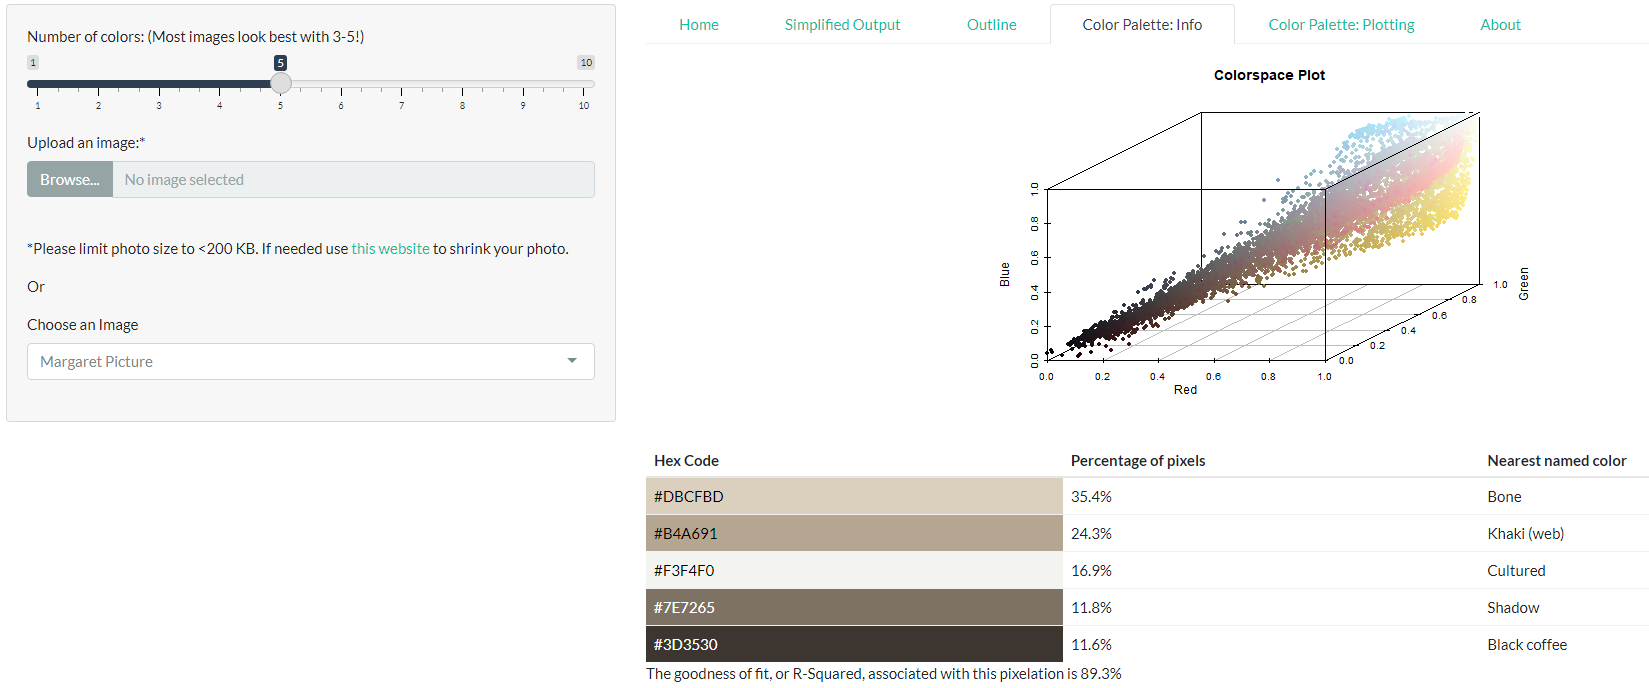 Number of colors: (Most images look best with 3-5!)
1 5 10
1 2 3 4 5 6 7 8 9 10
Upload an image:*
Browse... No image selected
*Please limit photo size to <200 KB. If needed use this website to shrink your photo.
Or
Choose an Image
Margaret Picture
Home Simplified Output Outline Color Palette: Info Color Palette: Plotting About
Colorspace Plot
Blue
0.0 0.2 0.4 0.6 0.8 1.0
Red
0.0 0.2 0.4 0.6 0.8 1.0
Green
0.0 0.2 0.4 0.6 0.8 1.0
Hex Code Percentage of pixels Nearest named color
#DBCFBD 35.4% Bone
#B4A691 24.3% Khaki (web)
#F3F4F0 16.9% Cultured
#7E7265 11.8% Shadow
#3D3530 11.6% Black coffee
The goodness of fit, or R-Squared, associated with this pixelation is 89.3%